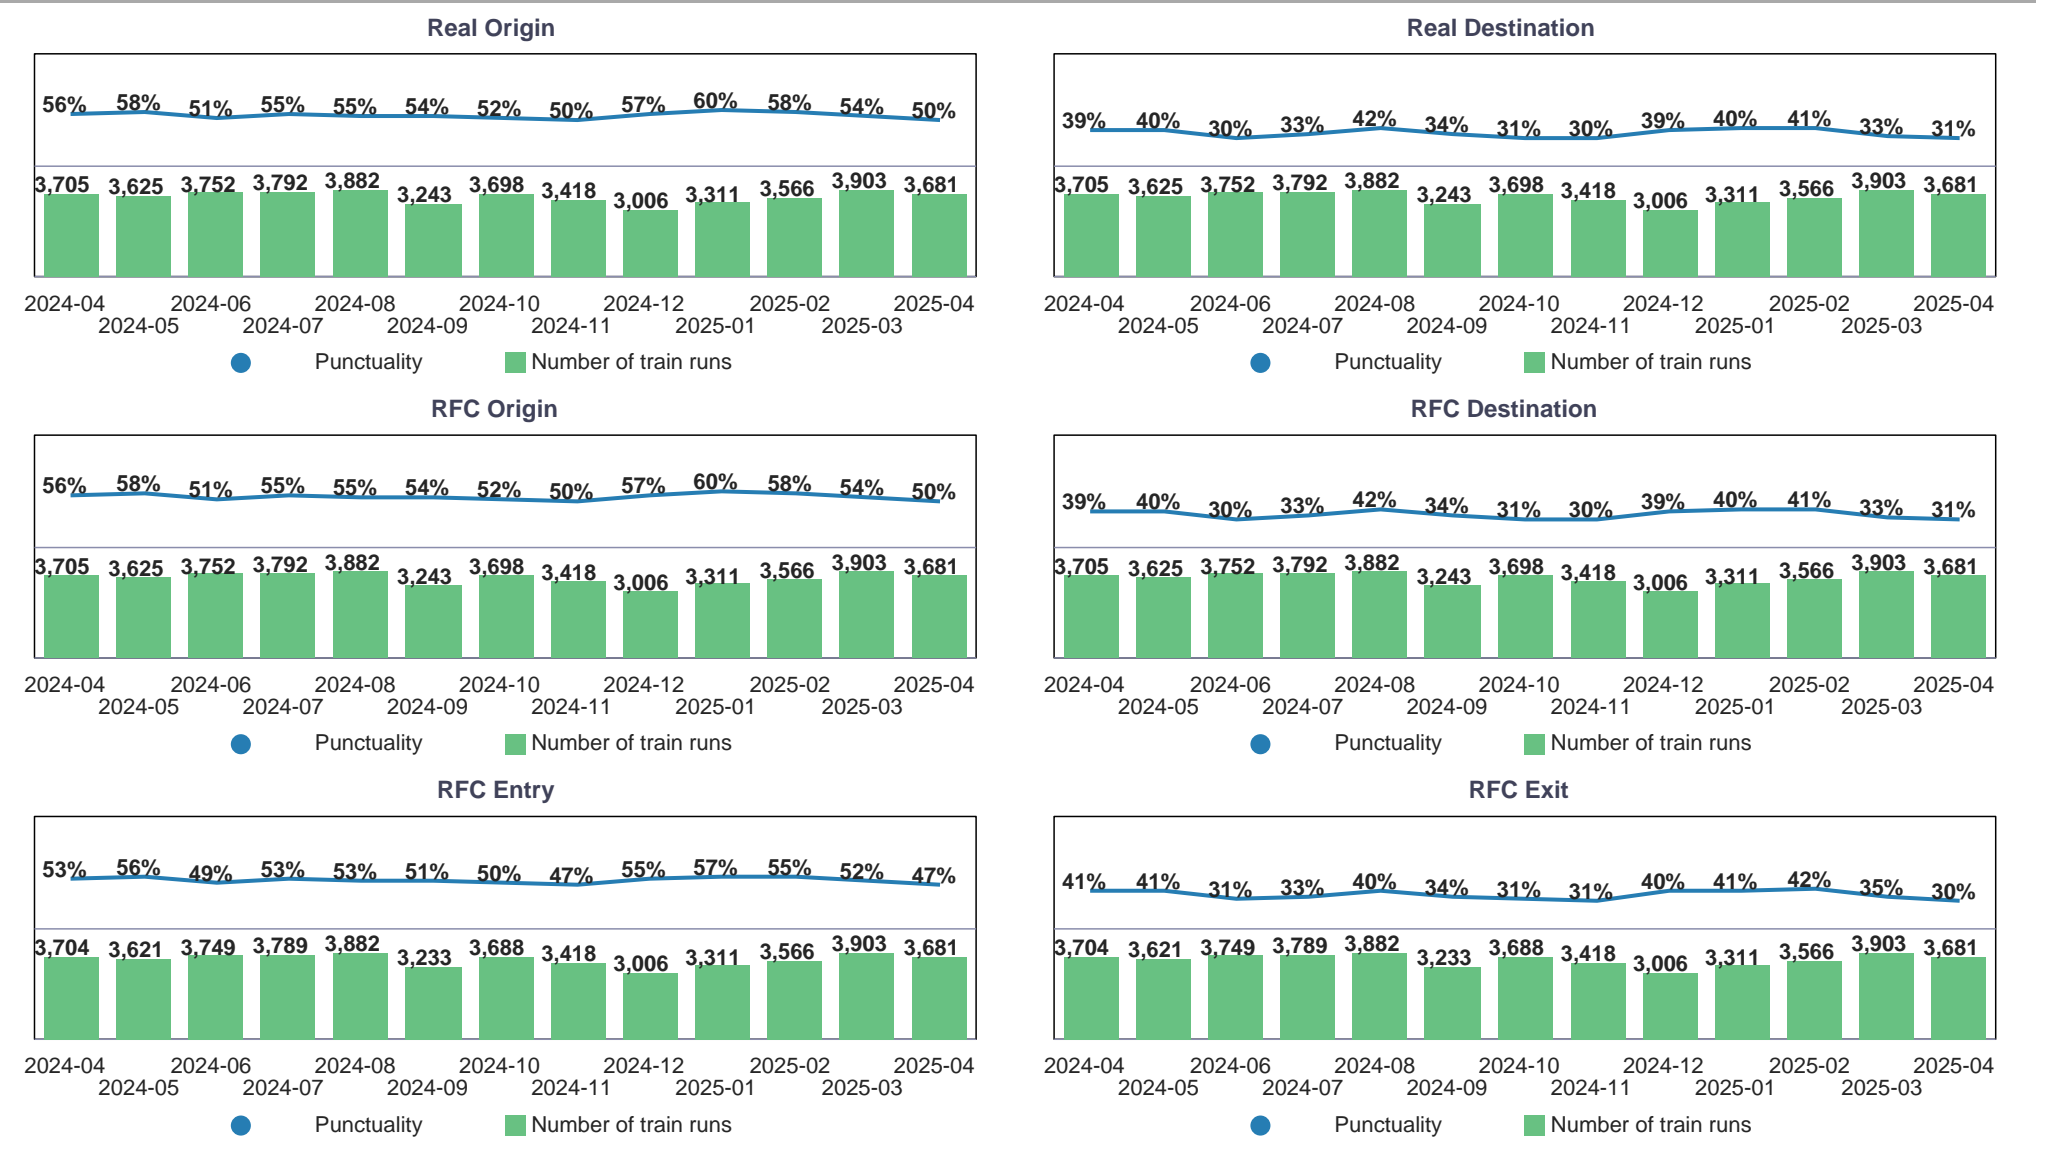 Real Origin
56% 58% 51% 55% 55% 54% 52% 50% 57% 60% 58% 54% 50%
3,705 3,625 3,752 3,792 3,882 3,243 3,698 3,418 3,006 3,311 3,566 3,903 3,681
2024-04 2024-06 2024-08 2024-10 2024-12 2025-02 2025-04
2024-05 2024-07 2024-09 2024-11 2025-01 2025-03
Punctuality Number of train runs
Real Destination
39% 40% 30% 33% 42% 34% 31% 30% 39% 40% 41% 33% 31%
3,705 3,625 3,752 3,792 3,882 3,243 3,698 3,418 3,006 3,311 3,566 3,903 3,681
2024-04 2024-06 2024-08 2024-10 2024-12 2025-02 2025-04
2024-05 2024-07 2024-09 2024-11 2025-01 2025-03
Punctuality Number of train runs
RFC Origin
56% 58% 51% 55% 55% 54% 52% 50% 57% 60% 58% 54% 50%
3,705 3,625 3,752 3,792 3,882 3,243 3,698 3,418 3,006 3,311 3,566 3,903 3,681
2024-04 2024-06 2024-08 2024-10 2024-12 2025-02 2025-04
2024-05 2024-07 2024-09 2024-11 2025-01 2025-03
Punctuality Number of train runs
RFC Destination
39% 40% 30% 33% 42% 34% 31% 30% 39% 40% 41% 33% 31%
3,705 3,625 3,752 3,792 3,882 3,243 3,698 3,418 3,006 3,311 3,566 3,903 3,681
2024-04 2024-06 2024-08 2024-10 2024-12 2025-02 2025-04
2024-05 2024-07 2024-09 2024-11 2025-01 2025-03
Punctuality Number of train runs
RFC Entry
53% 56% 49% 53% 53% 51% 50% 47% 55% 57% 55% 52% 47%
3,704 3,621 3,749 3,789 3,882 3,233 3,688 3,418 3,006 3,311 3,566 3,903 3,681
2024-04 2024-06 2024-08 2024-10 2024-12 2025-02 2025-04
2024-05 2024-07 2024-09 2024-11 2025-01 2025-03
Punctuality Number of train runs
RFC Exit
41% 41% 31% 33% 40% 34% 31% 31% 40% 41% 42% 35% 30%
3,704 3,621 3,749 3,789 3,882 3,233 3,688 3,418 3,006 3,311 3,566 3,903 3,681
2024-04 2024-06 2024-08 2024-10 2024-12 2025-02 2025-04
2024-05 2024-07 2024-09 2024-11 2025-01 2025-03
Punctuality Number of train runs